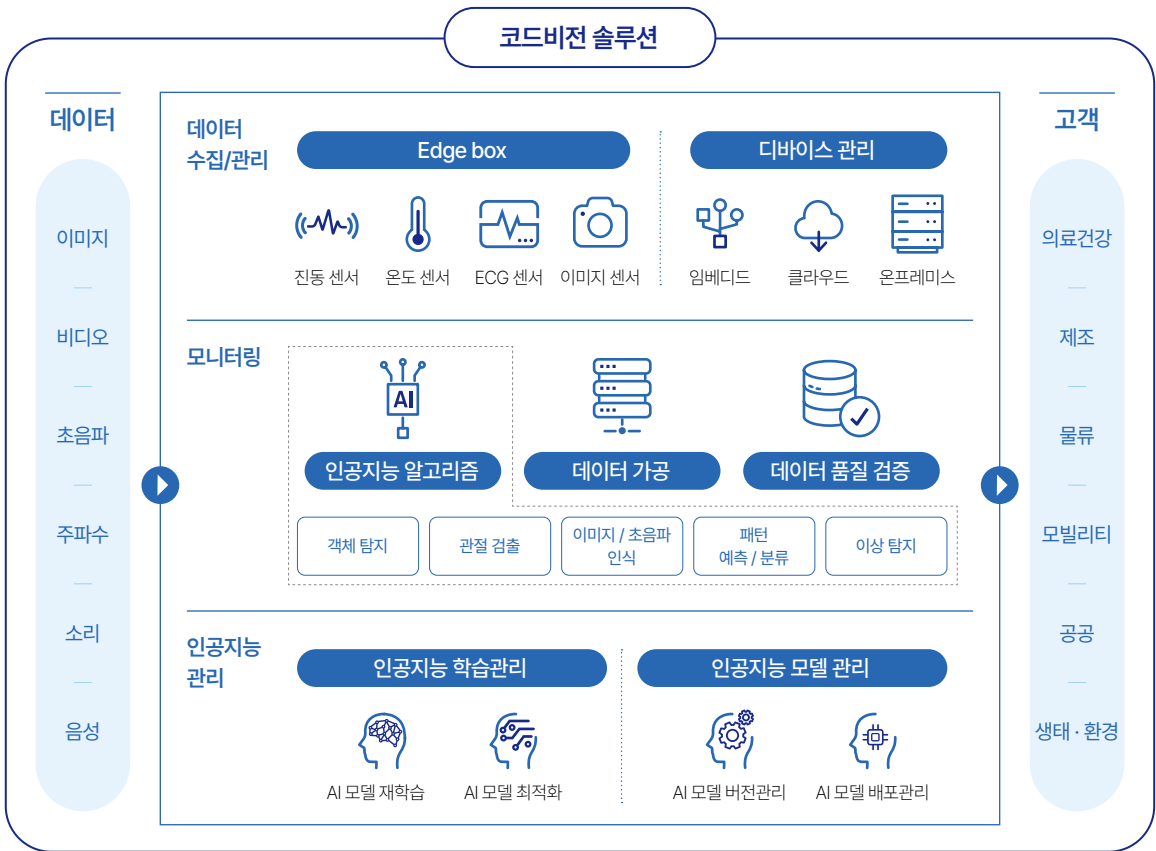 코드비전 솔루션
데이터
이미지
비디오
초음파
주파수
소리
음성
데이터
수집/관리
Edge box
진동 센서
온도 센서
ECG 센서
이미지 센서
디바이스 관리
임베디드
클라우드
온프레미스
모니터링
AI
인공지능 알고리즘
데이터 가공
데이터 품질 검증
객체 탐지
관절 검출
이미지 / 초음파
인식
패턴
예측 / 분류
이상 탐지
인공지능
관리
인공지능 학습관리
AI 모델 재학습
AI 모델 최적화
인공지능 모델 관리
AI 모델 버전관리
AI 모델 배포관리
고객
의료건강
제조
물류
모빌리티
공공
생태 · 환경